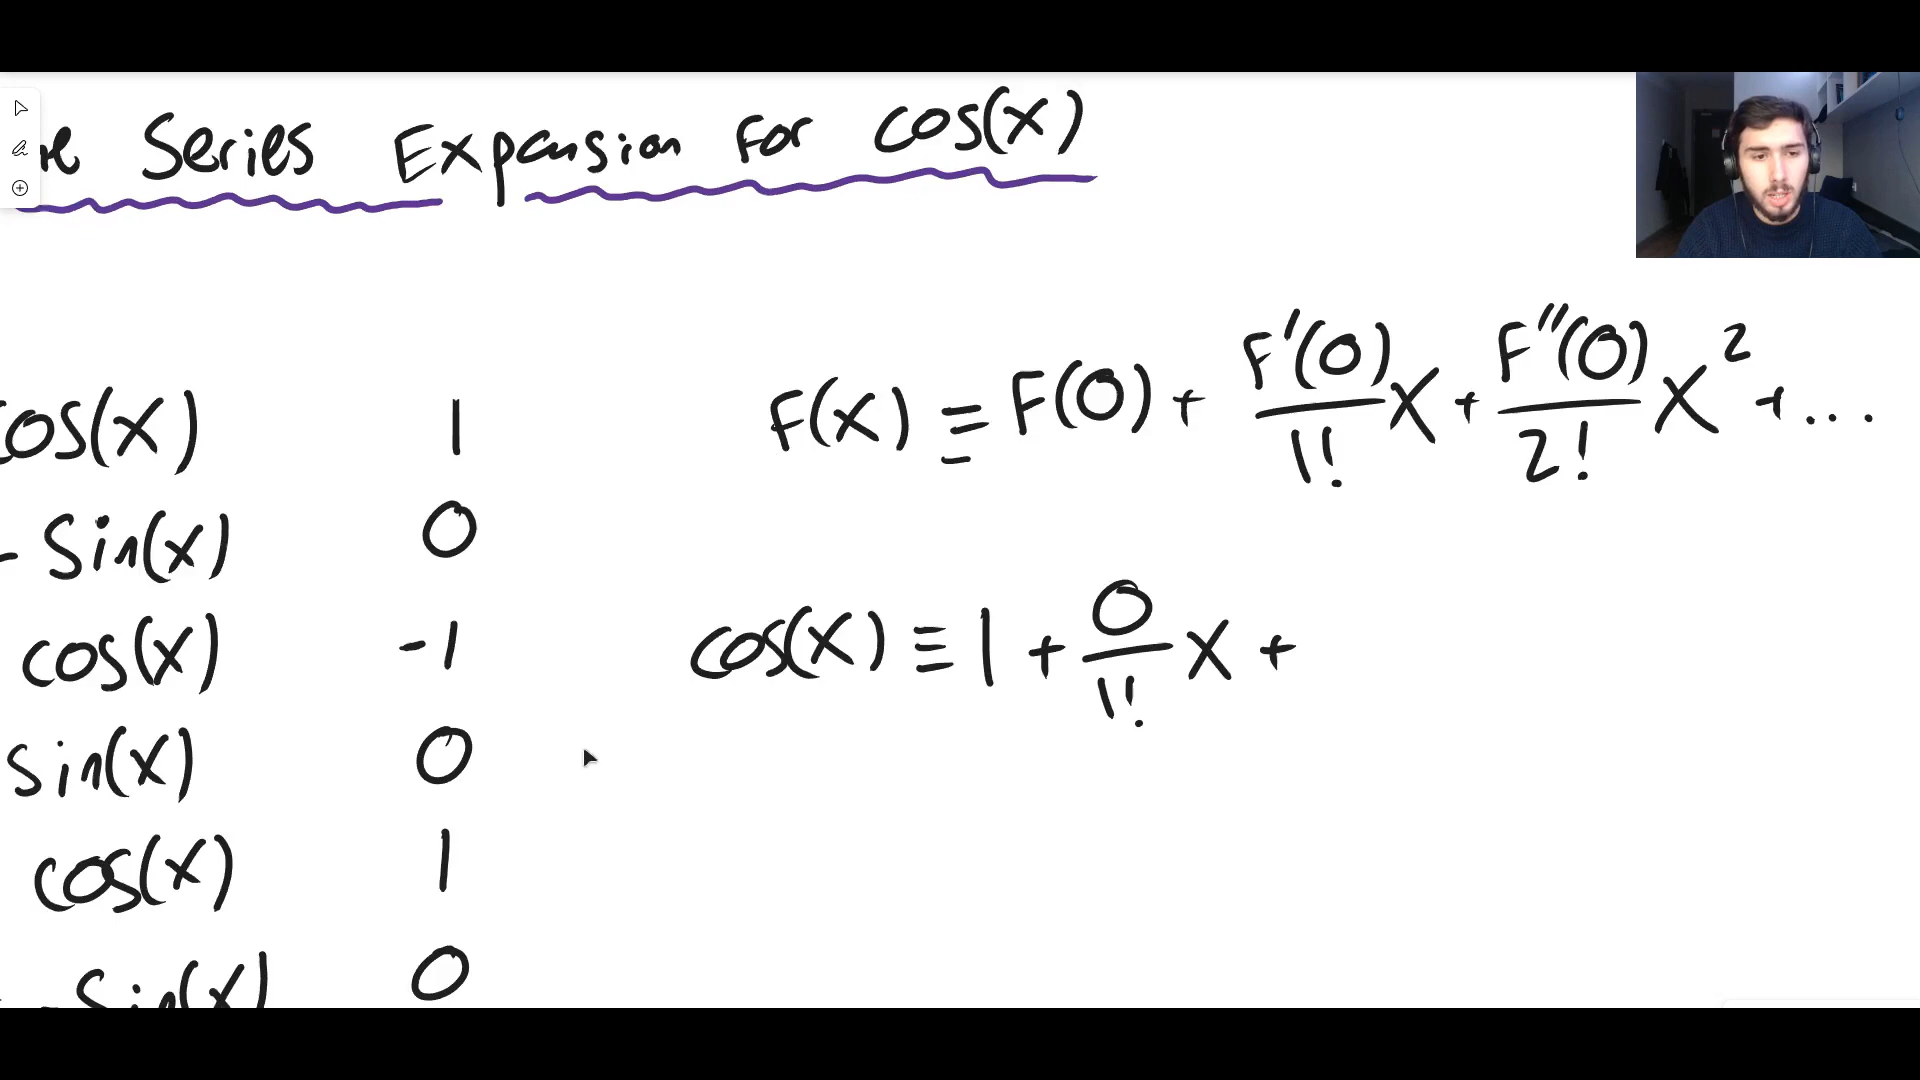 Series Expansion For cos(x)
F(x) ≡ F(0) + F'(0)/1! x + F''(0)/2! x² + ...
cos(x) 1
- Sin(x) 0
cos(x) -1
sin(x) 0
cos(x) 1
- Sin(x) 0
cos(x) ≡ 1 + 0/1! x +